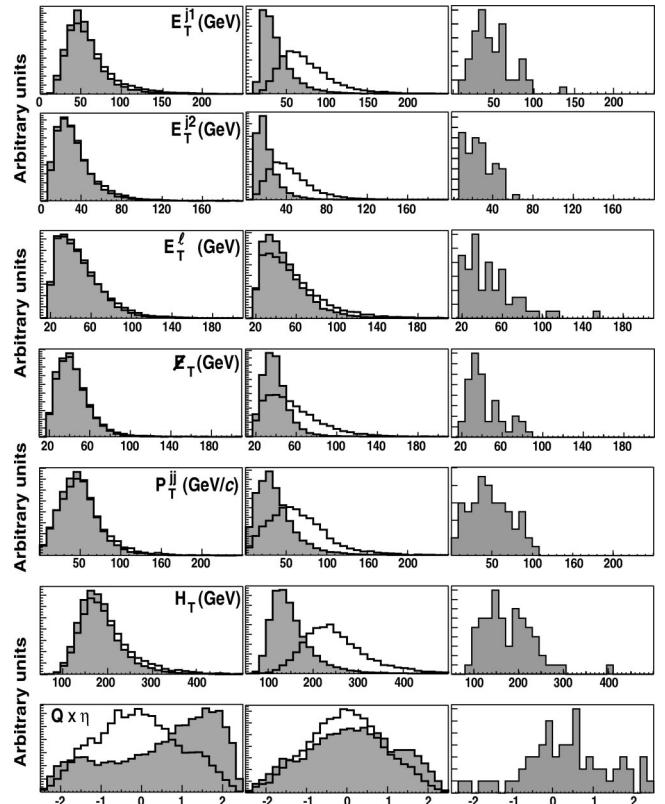 Arbitrary units
E_T^{j1} (GeV)
0 50 100 150 200
50 100 150 200
50 100 150 200
E_T^{j2} (GeV)
0 40 80 120 160
40 80 120 160
40 80 120 160
Arbitrary units
E_T^ℓ (GeV)
20 60 100 140 180
20 60 100 140 180
20 60 100 140 180
Arbitrary units
E̸_T (GeV)
20 60 100 140 180
20 60 100 140 180
20 60 100 140 180
P_T^{jj} (GeV/c)
50 100 150 200
50 100 150 200
50 100 150 200
Arbitrary units
H_T (GeV)
100 200 300 400
100 200 300 400
100 200 300 400
Q x η
-2 -1 0 1 2
-2 -1 0 1 2
-2 -1 0 1 2